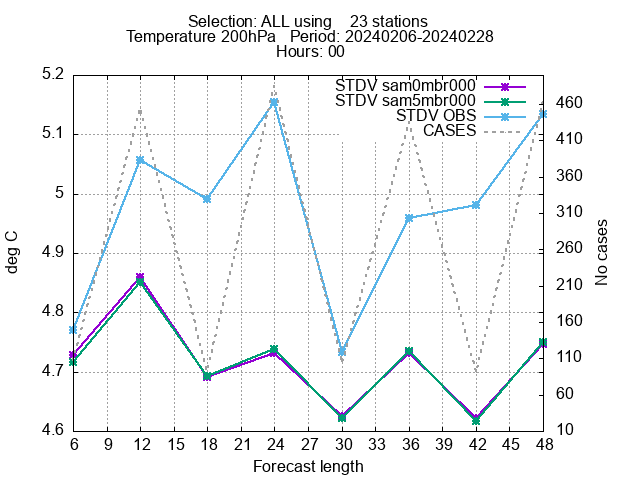 Selection: ALL using    23 stations
Temperature 200hPa   Period: 20240206-20240228
Hours: 00
STDV sam0mbr000
STDV sam5mbr000
STDV OBS
CASES
deg C
5.2
5.1
5
4.9
4.8
4.7
4.6
460
410
360
310
260
210
160
110
60
10
No cases
6 9 12 15 18 21 24 27 30 33 36 39 42 45 48
Forecast length